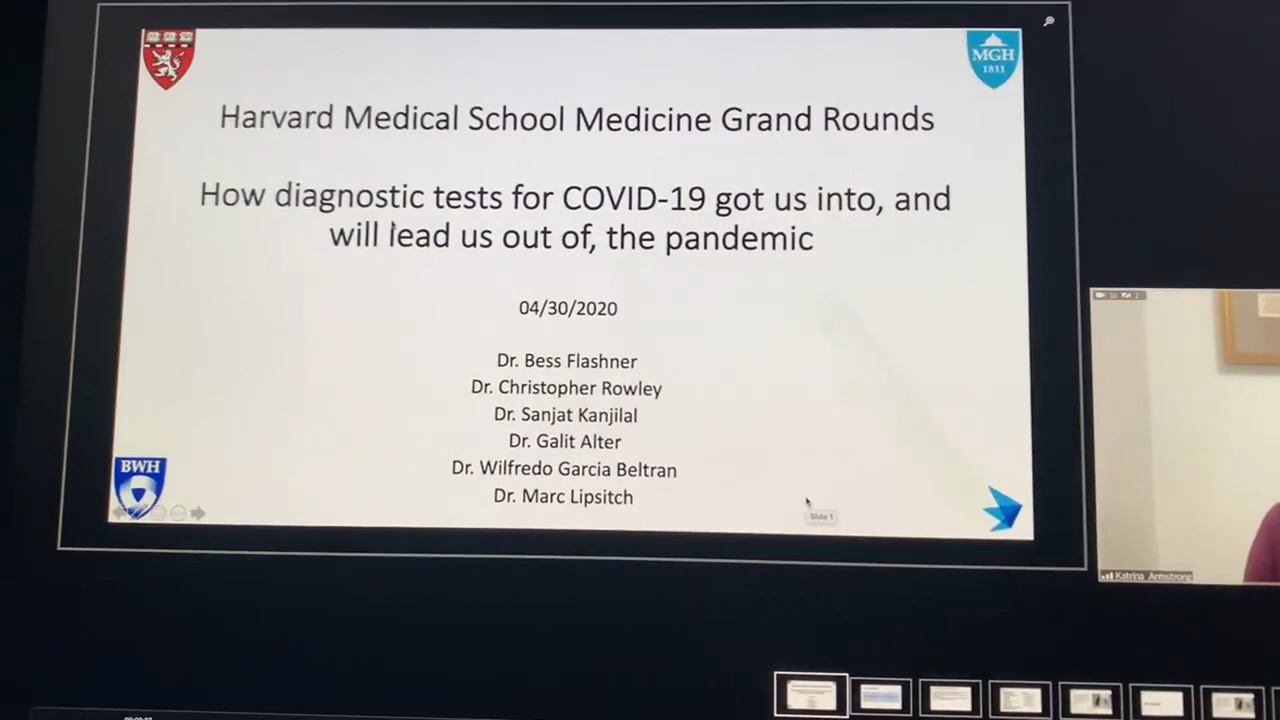 MGH
1811
Harvard Medical School Medicine Grand Rounds
How diagnostic tests for COVID-19 got us into, and
will lead us out of, the pandemic
04/30/2020
Dr. Bess Flashner
Dr. Christopher Rowley
Dr. Sanjat Kanjilal
Dr. Galit Alter
Dr. Wilfredo Garcia Beltran
Dr. Marc Lipsitch
BWH
Slide 1
Katrina Armstrong